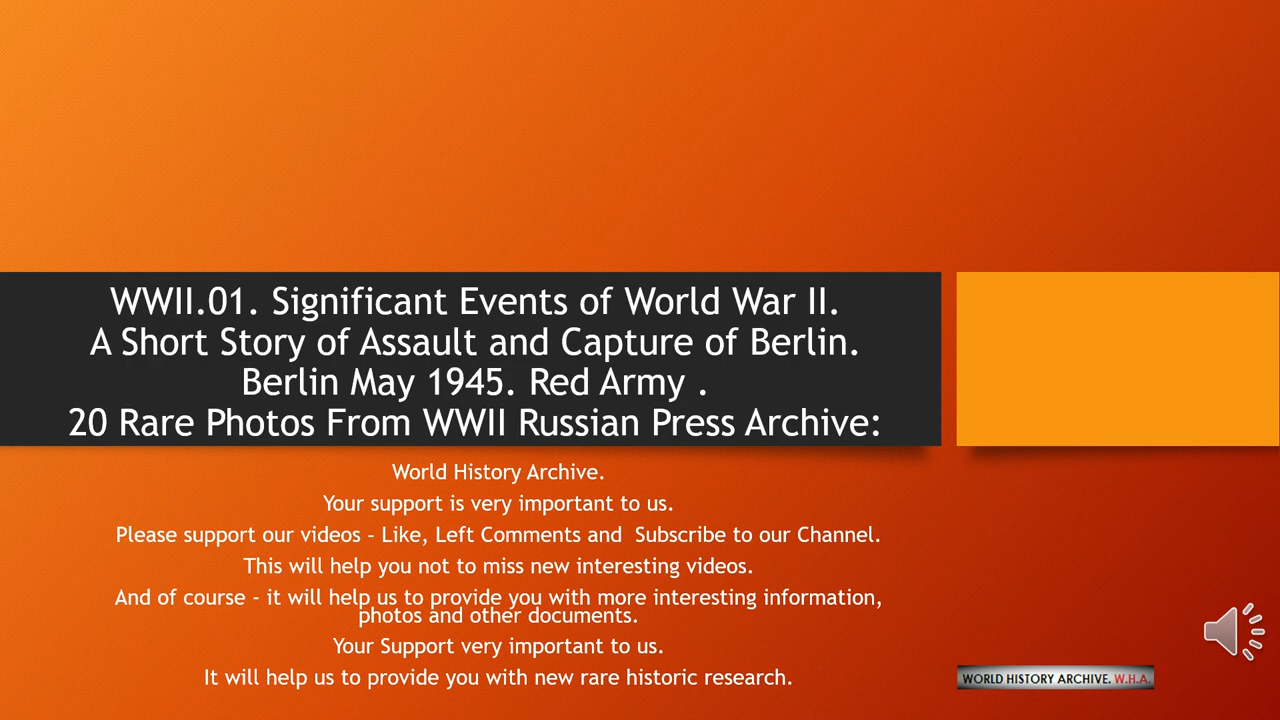 WWII.01. Significant Events of World War II.
A Short Story of Assault and Capture of Berlin.
Berlin May 1945. Red Army .
20 Rare Photos From WWII Russian Press Archive:
World History Archive.
Your support is very important to us.
Please support our videos – Like, Left Comments and  Subscribe to our Channel.
This will help you not to miss new interesting videos.
And of course - it will help us to provide you with more interesting information,
photos and other documents.
Your Support very important to us.
It will help us to provide you with new rare historic research.
WORLD HISTORY ARCHIVE. W.H.A.